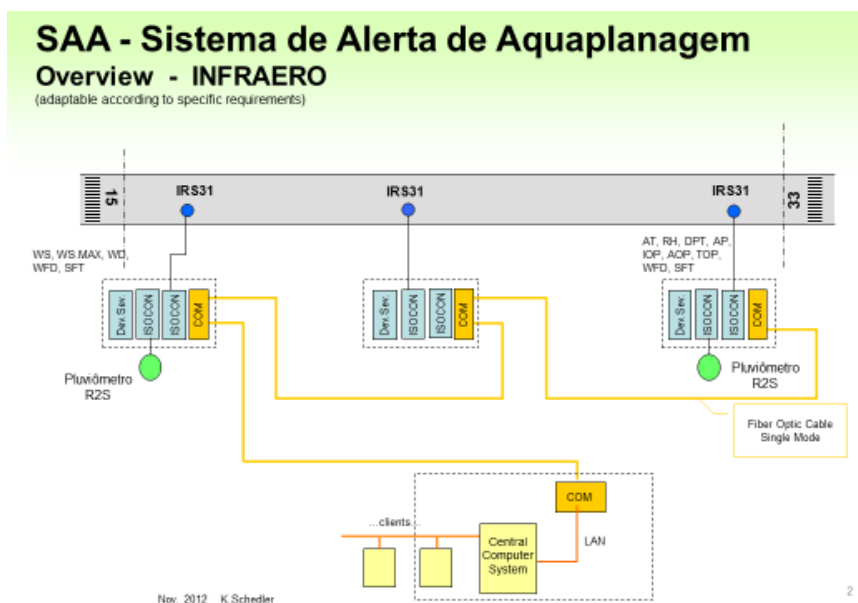 SAA - Sistema de Alerta de Aquaplanagem
Overview - INFRAERO
(adaptable according to specific requirements)
15
IRS31
IRS31
IRS31
33
WS, WS.MAX, WD,
WFD, SFT
AT, RH, DPT, AP,
IOP, AOP, TOP,
WFD, SFT
Dev.Sev.
ISOCON
ISOCON
COM
Dev.Sev.
ISOCON
ISOCON
COM
Dev.Sev.
ISOCON
ISOCON
COM
Pluviômetro
R2S
Pluviômetro
R2S
Fiber Optic Cable
Single Mode
COM
...clients...
LAN
Central
Computer
System
Nov. 2012 K.Schedler
2